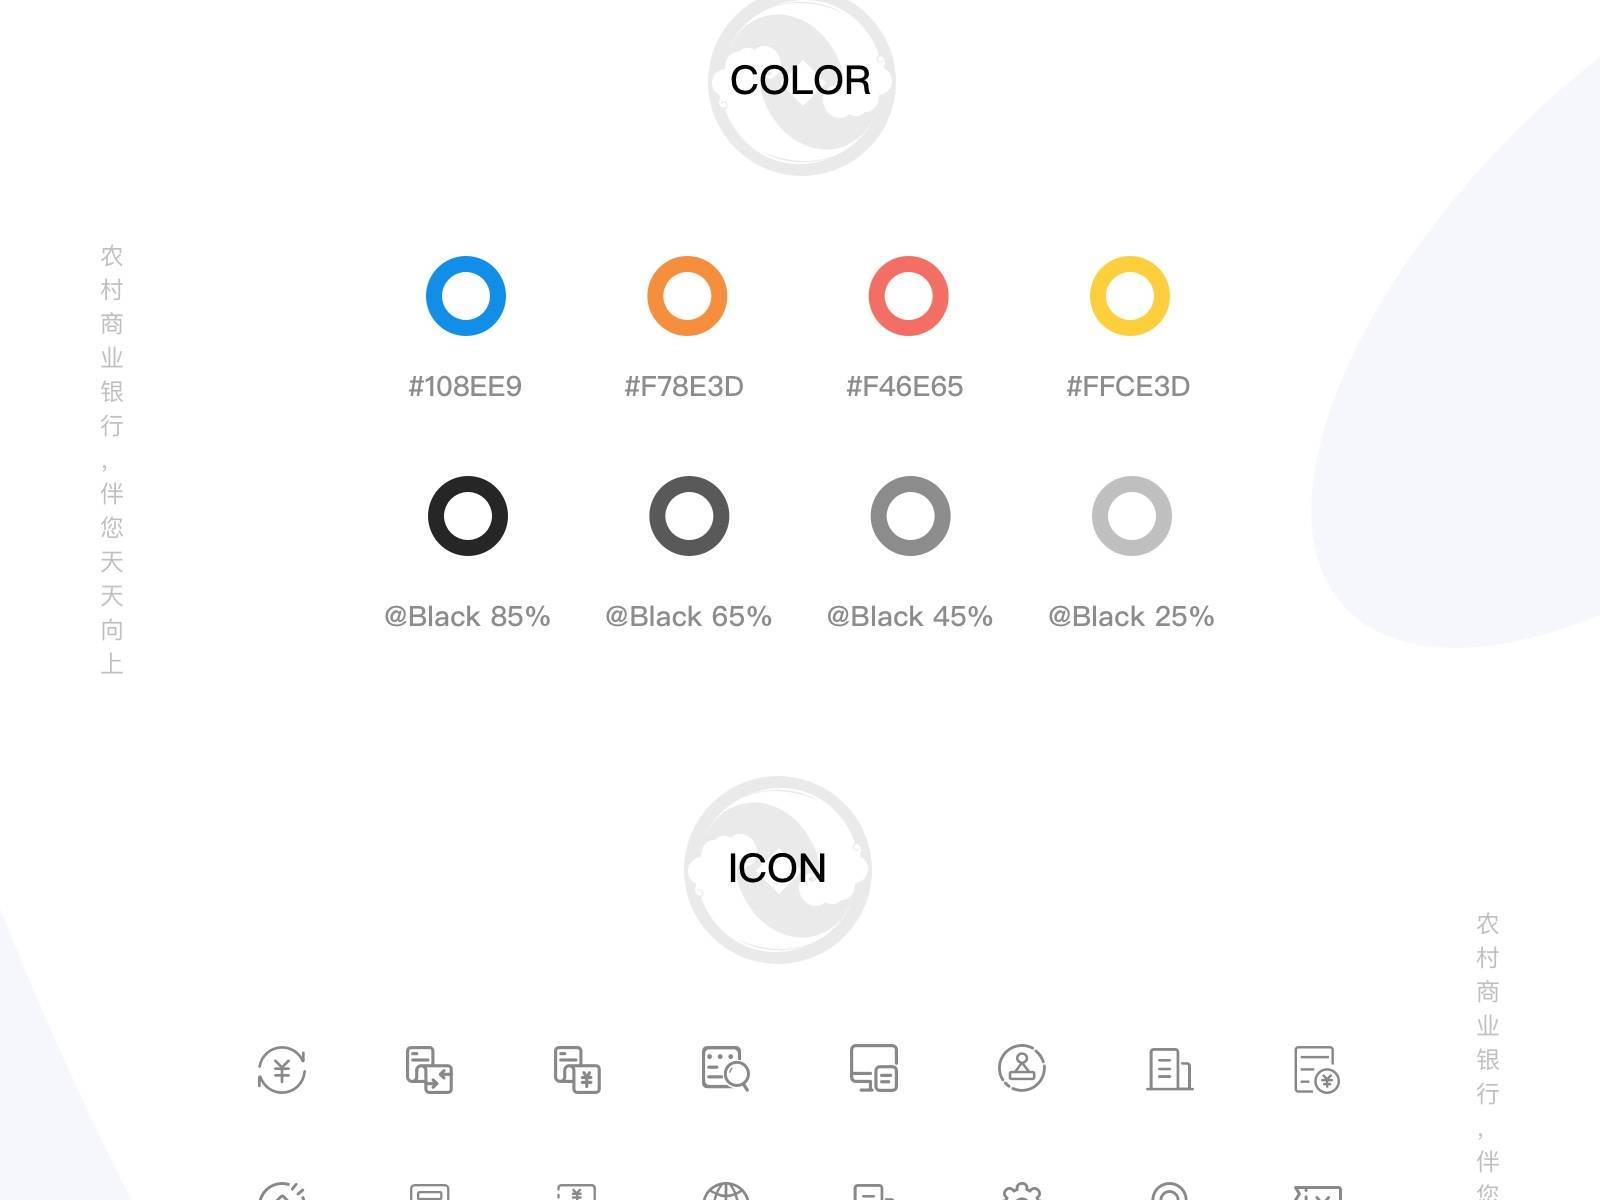 COLOR
农村商业银行，伴您天天向上
#108EE9 #F78E3D #F46E65 #FFCE3D
@Black 85% @Black 65% @Black 45% @Black 25%
ICON
农村商业银行，伴您